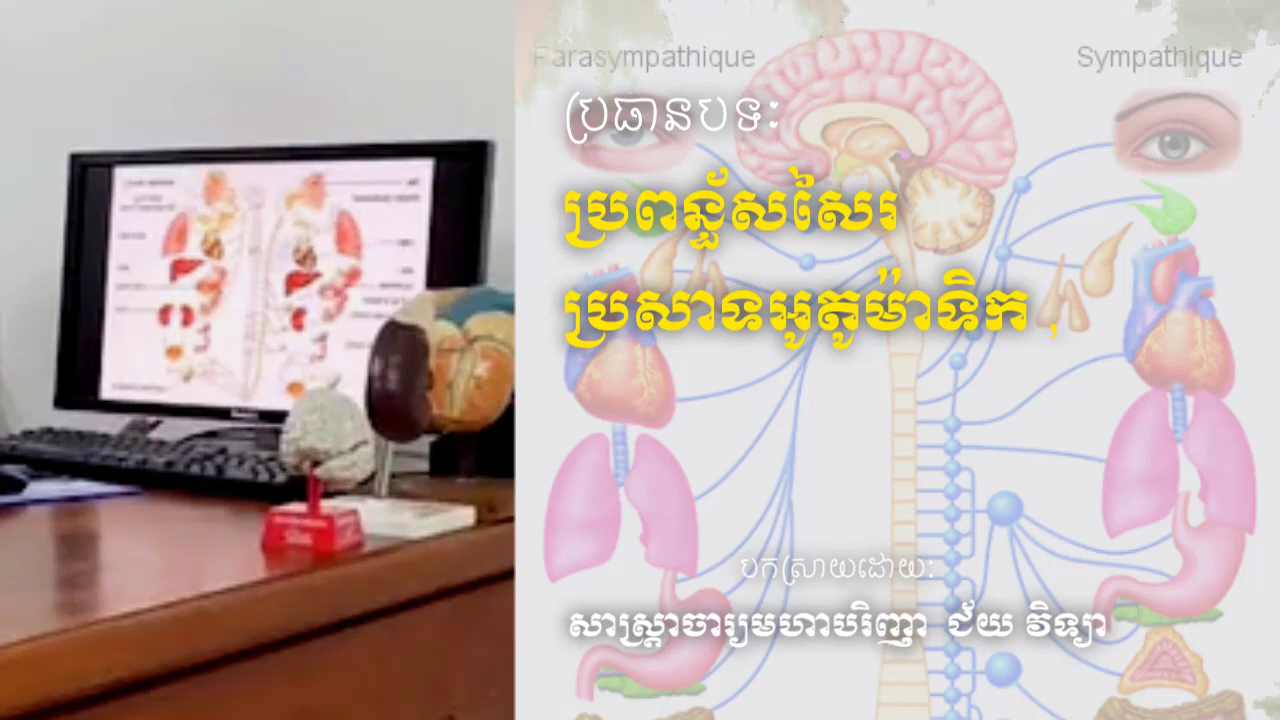 Parasympathique
Sympathique
ប្រធានបទៈ
ប្រពន្ធ័សសៃរ
ប្រសាទអូតូម៉ាទិក
បកស្រាយដោយៈ
សាស្ត្រាចារ្យមហាបរិញ្ញា ជ័យ វិទ្យា